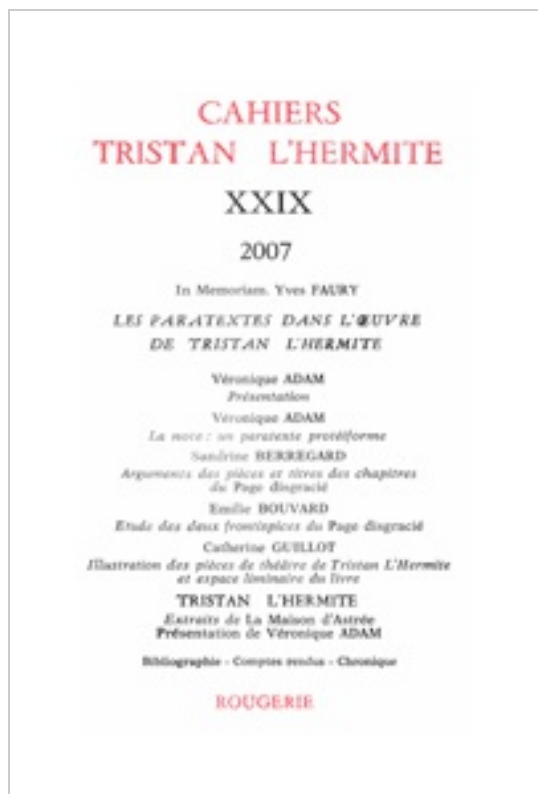 CAHIERS
TRISTAN L'HERMITE
XXIX
2007
In Memoriam. Yves FAURY
LES PARATEXTES DANS L'ŒUVRE
DE TRISTAN L'HERMITE
Véronique ADAM
Présentation
Véronique ADAM
La note : un paratexte protéiforme
Sandrine BERREGARD
Arguments des pièces et titres des chapitres
du Page disgracié
Emilie BOUVARD
Etude des deux frontispices du Page disgracié
Catherine GUILLOT
Illustration des pièces de théâtre de Tristan L'Hermite
et espace liminaire du livre
TRISTAN L'HERMITE
Extraits de La Maison d'Astrée
Présentation de Véronique ADAM
Bibliographie - Comptes rendus - Chronique
ROUGERIE